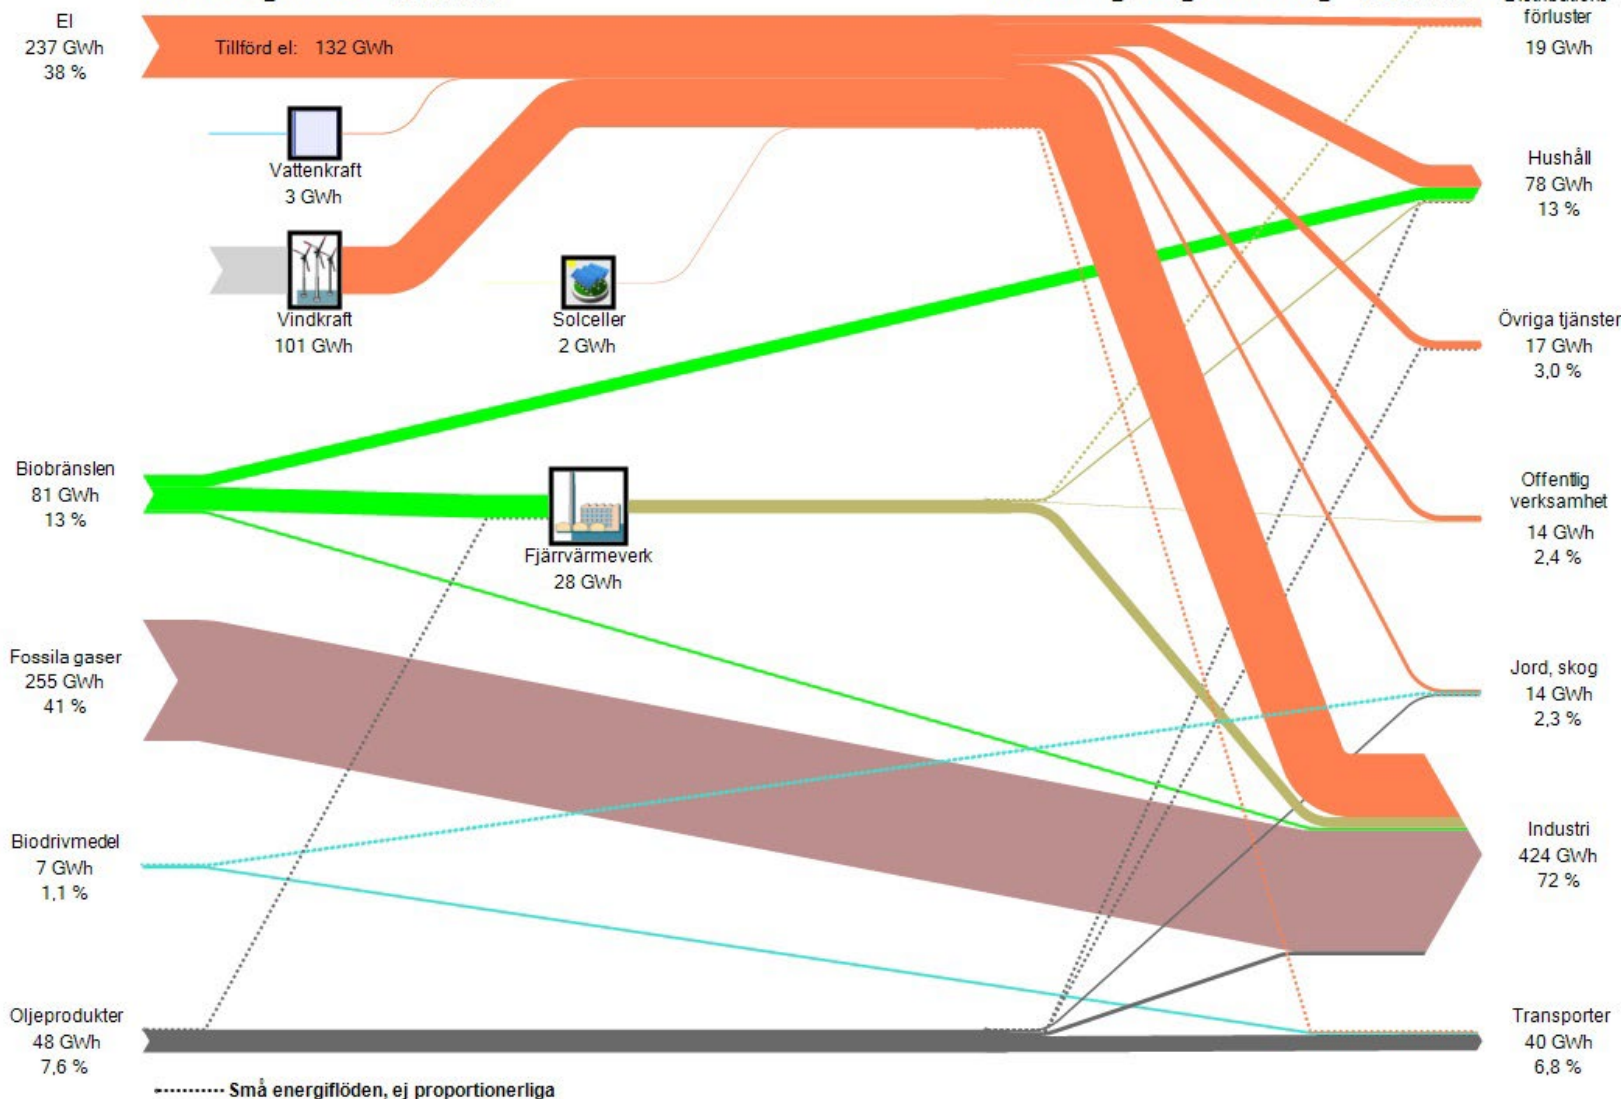 El
237 GWh
38 %
Tillförd el: 132 GWh
Vattenkraft
3 GWh
Vindkraft
101 GWh
Solceller
2 GWh
Biobränslen
81 GWh
13 %
Fjärrvärmeverk
28 GWh
Fossila gaser
255 GWh
41 %
Biodrivmedel
7 GWh
1,1 %
Oljeprodukter
48 GWh
7,6 %
förluster
19 GWh
Hushåll
78 GWh
13 %
Övriga tjänster
17 GWh
3,0 %
Offentlig
verksamhet
14 GWh
2,4 %
Jord, skog
14 GWh
2,3 %
Industri
424 GWh
72 %
Transporter
40 GWh
6,8 %
Små energiflöden, ej proportionerliga